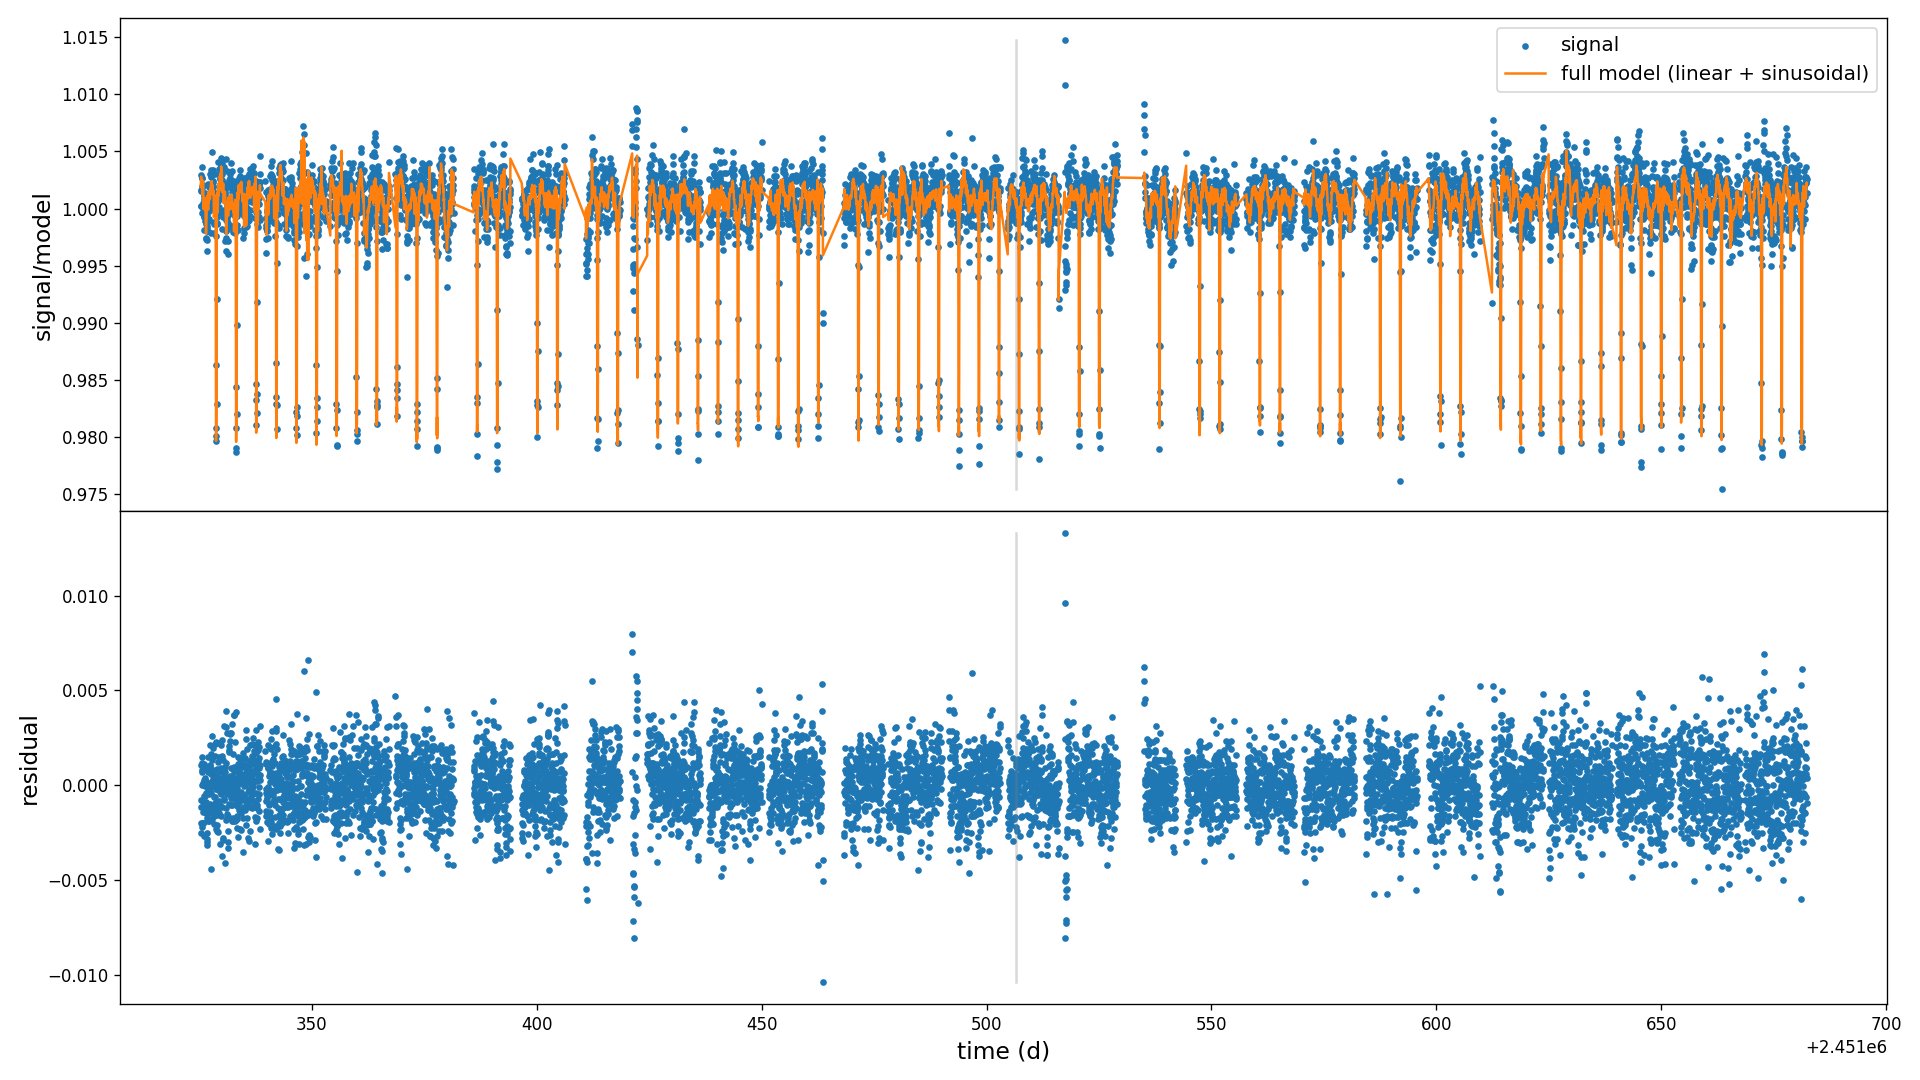 1.015
1.010
1.005
1.000
0.995
0.990
0.985
0.980
0.975
signal/model
signal
full model (linear + sinusoidal)
0.010
0.005
0.000
−0.005
−0.010
residual
350 400 450 500 550 600 650 700
time (d)
+2.451e6